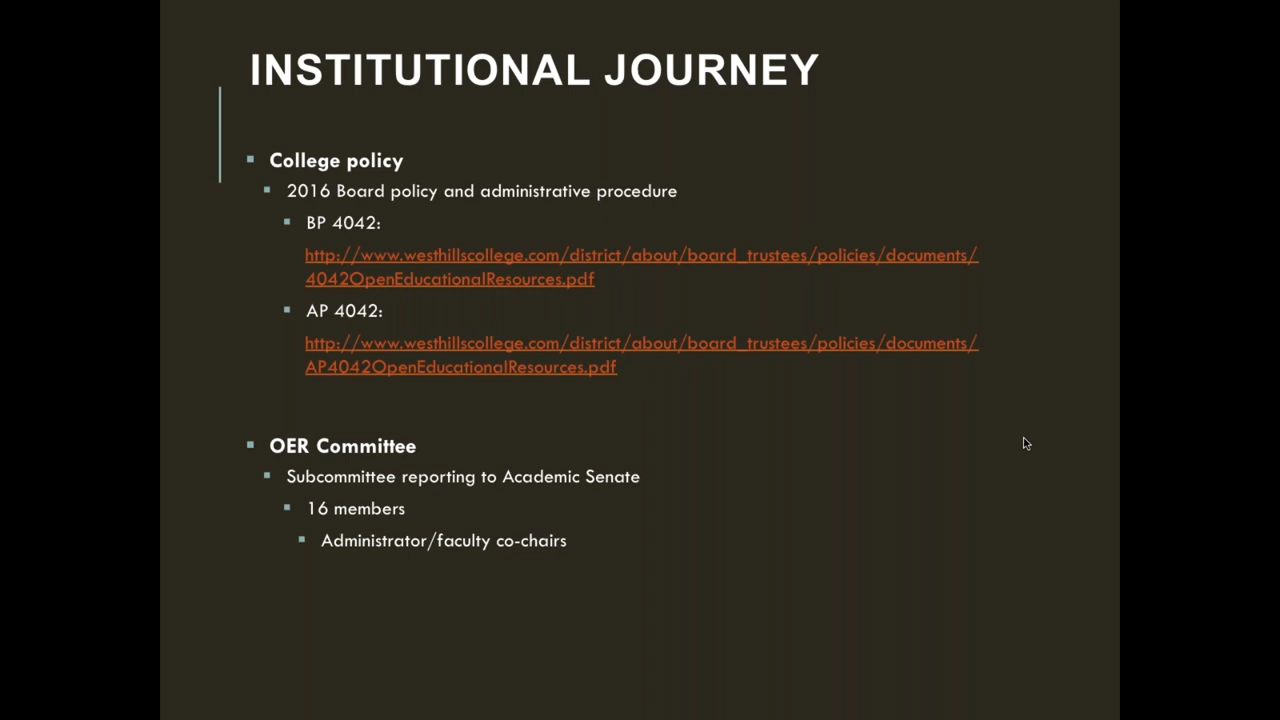 INSTITUTIONAL JOURNEY
College policy
2016 Board policy and administrative procedure
BP 4042:
http://www.westhillscollege.com/district/about/board_trustees/policies/documents/
4042OpenEducationalResources.pdf
AP 4042:
http://www.westhillscollege.com/district/about/board_trustees/policies/documents/
AP4042OpenEducationalResources.pdf
OER Committee
Subcommittee reporting to Academic Senate
16 members
Administrator/faculty co-chairs